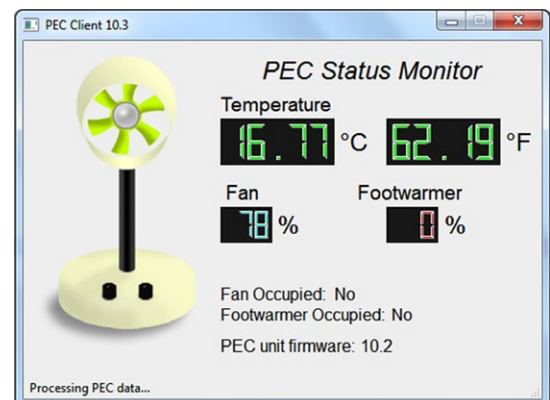 PEC Client 10.3
PEC Status Monitor
Temperature
16.77 °C 62.19 °F
Fan Footwarmer
78 % 0 %
Fan Occupied: No
Footwarmer Occupied: No
PEC unit firmware: 10.2
Processing PEC data...